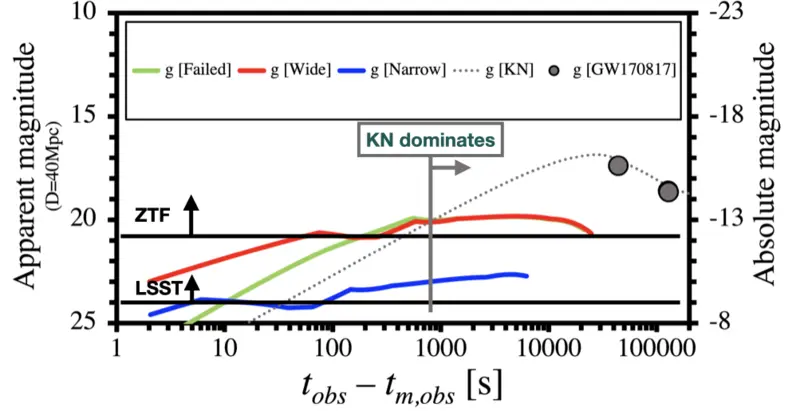 10
-23
g [Failed] g [Wide] g [Narrow] g [KN] g [GW170817]
15
-18
KN dominates
ZTF
20
-13
LSST
25
-8
1 10 100 1000 10000 100000
t_obs – t_m,obs [s]
Apparent magnitude
(D=40Mpc)
Absolute magnitude